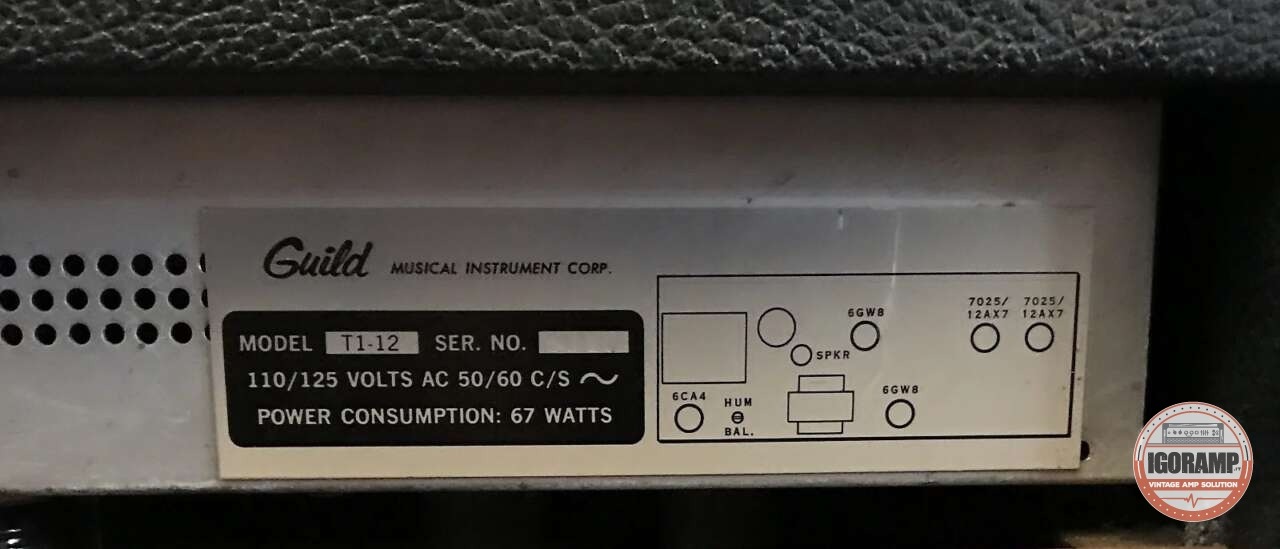 Guild MUSICAL INSTRUMENT CORP.
MODEL T1-12 SER. NO.
110/125 VOLTS AC 50/60 C/S ~
POWER CONSUMPTION: 67 WATTS
7025/ 7025/
12AX7 12AX7
6GW8
SPKR
6CA4
HUM
BAL.
6GW8
IGORAMP
VINTAGE AMP SOLUTION